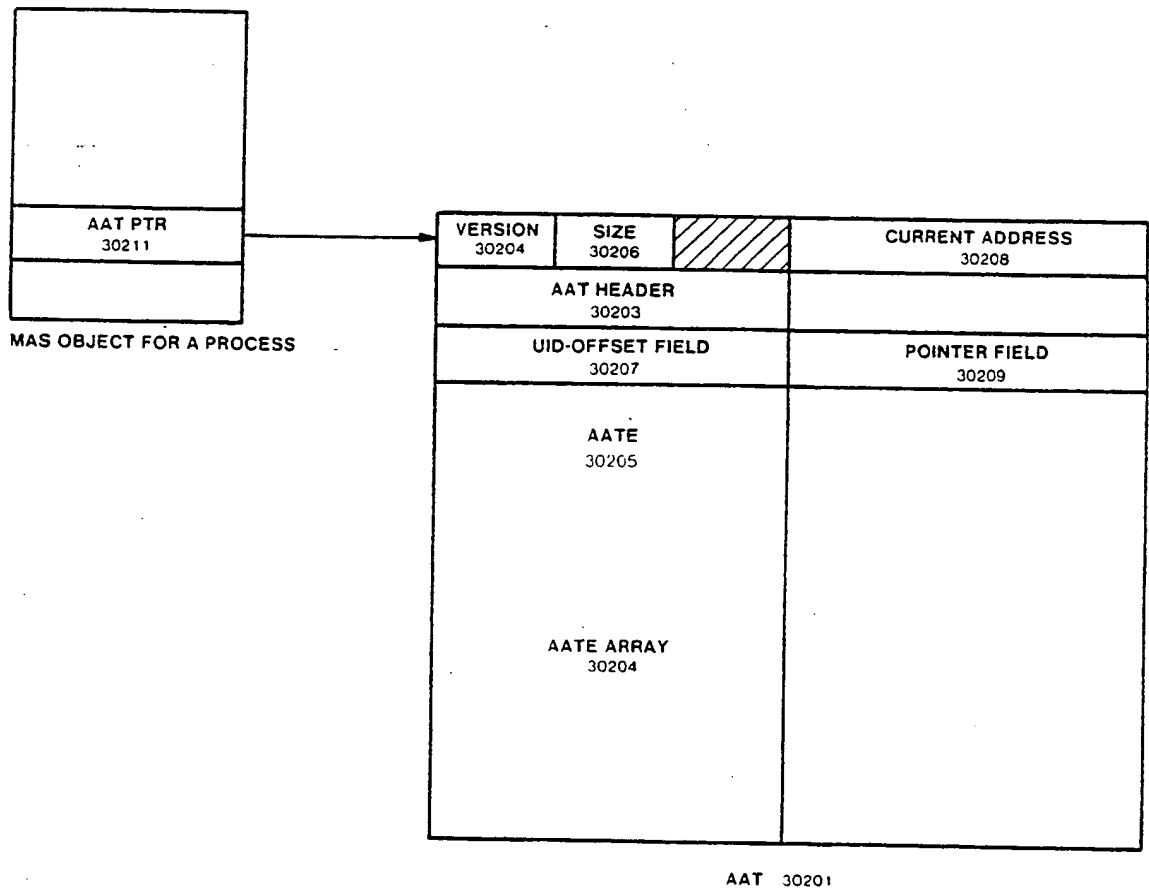 AAT PTR
30211
MAS OBJECT FOR A PROCESS
VERSION
30204
SIZE
30206
CURRENT ADDRESS
30208
AAT HEADER
30203
UID-OFFSET FIELD
30207
POINTER FIELD
30209
AATE
30205
AATE ARRAY
30204
AAT 30201